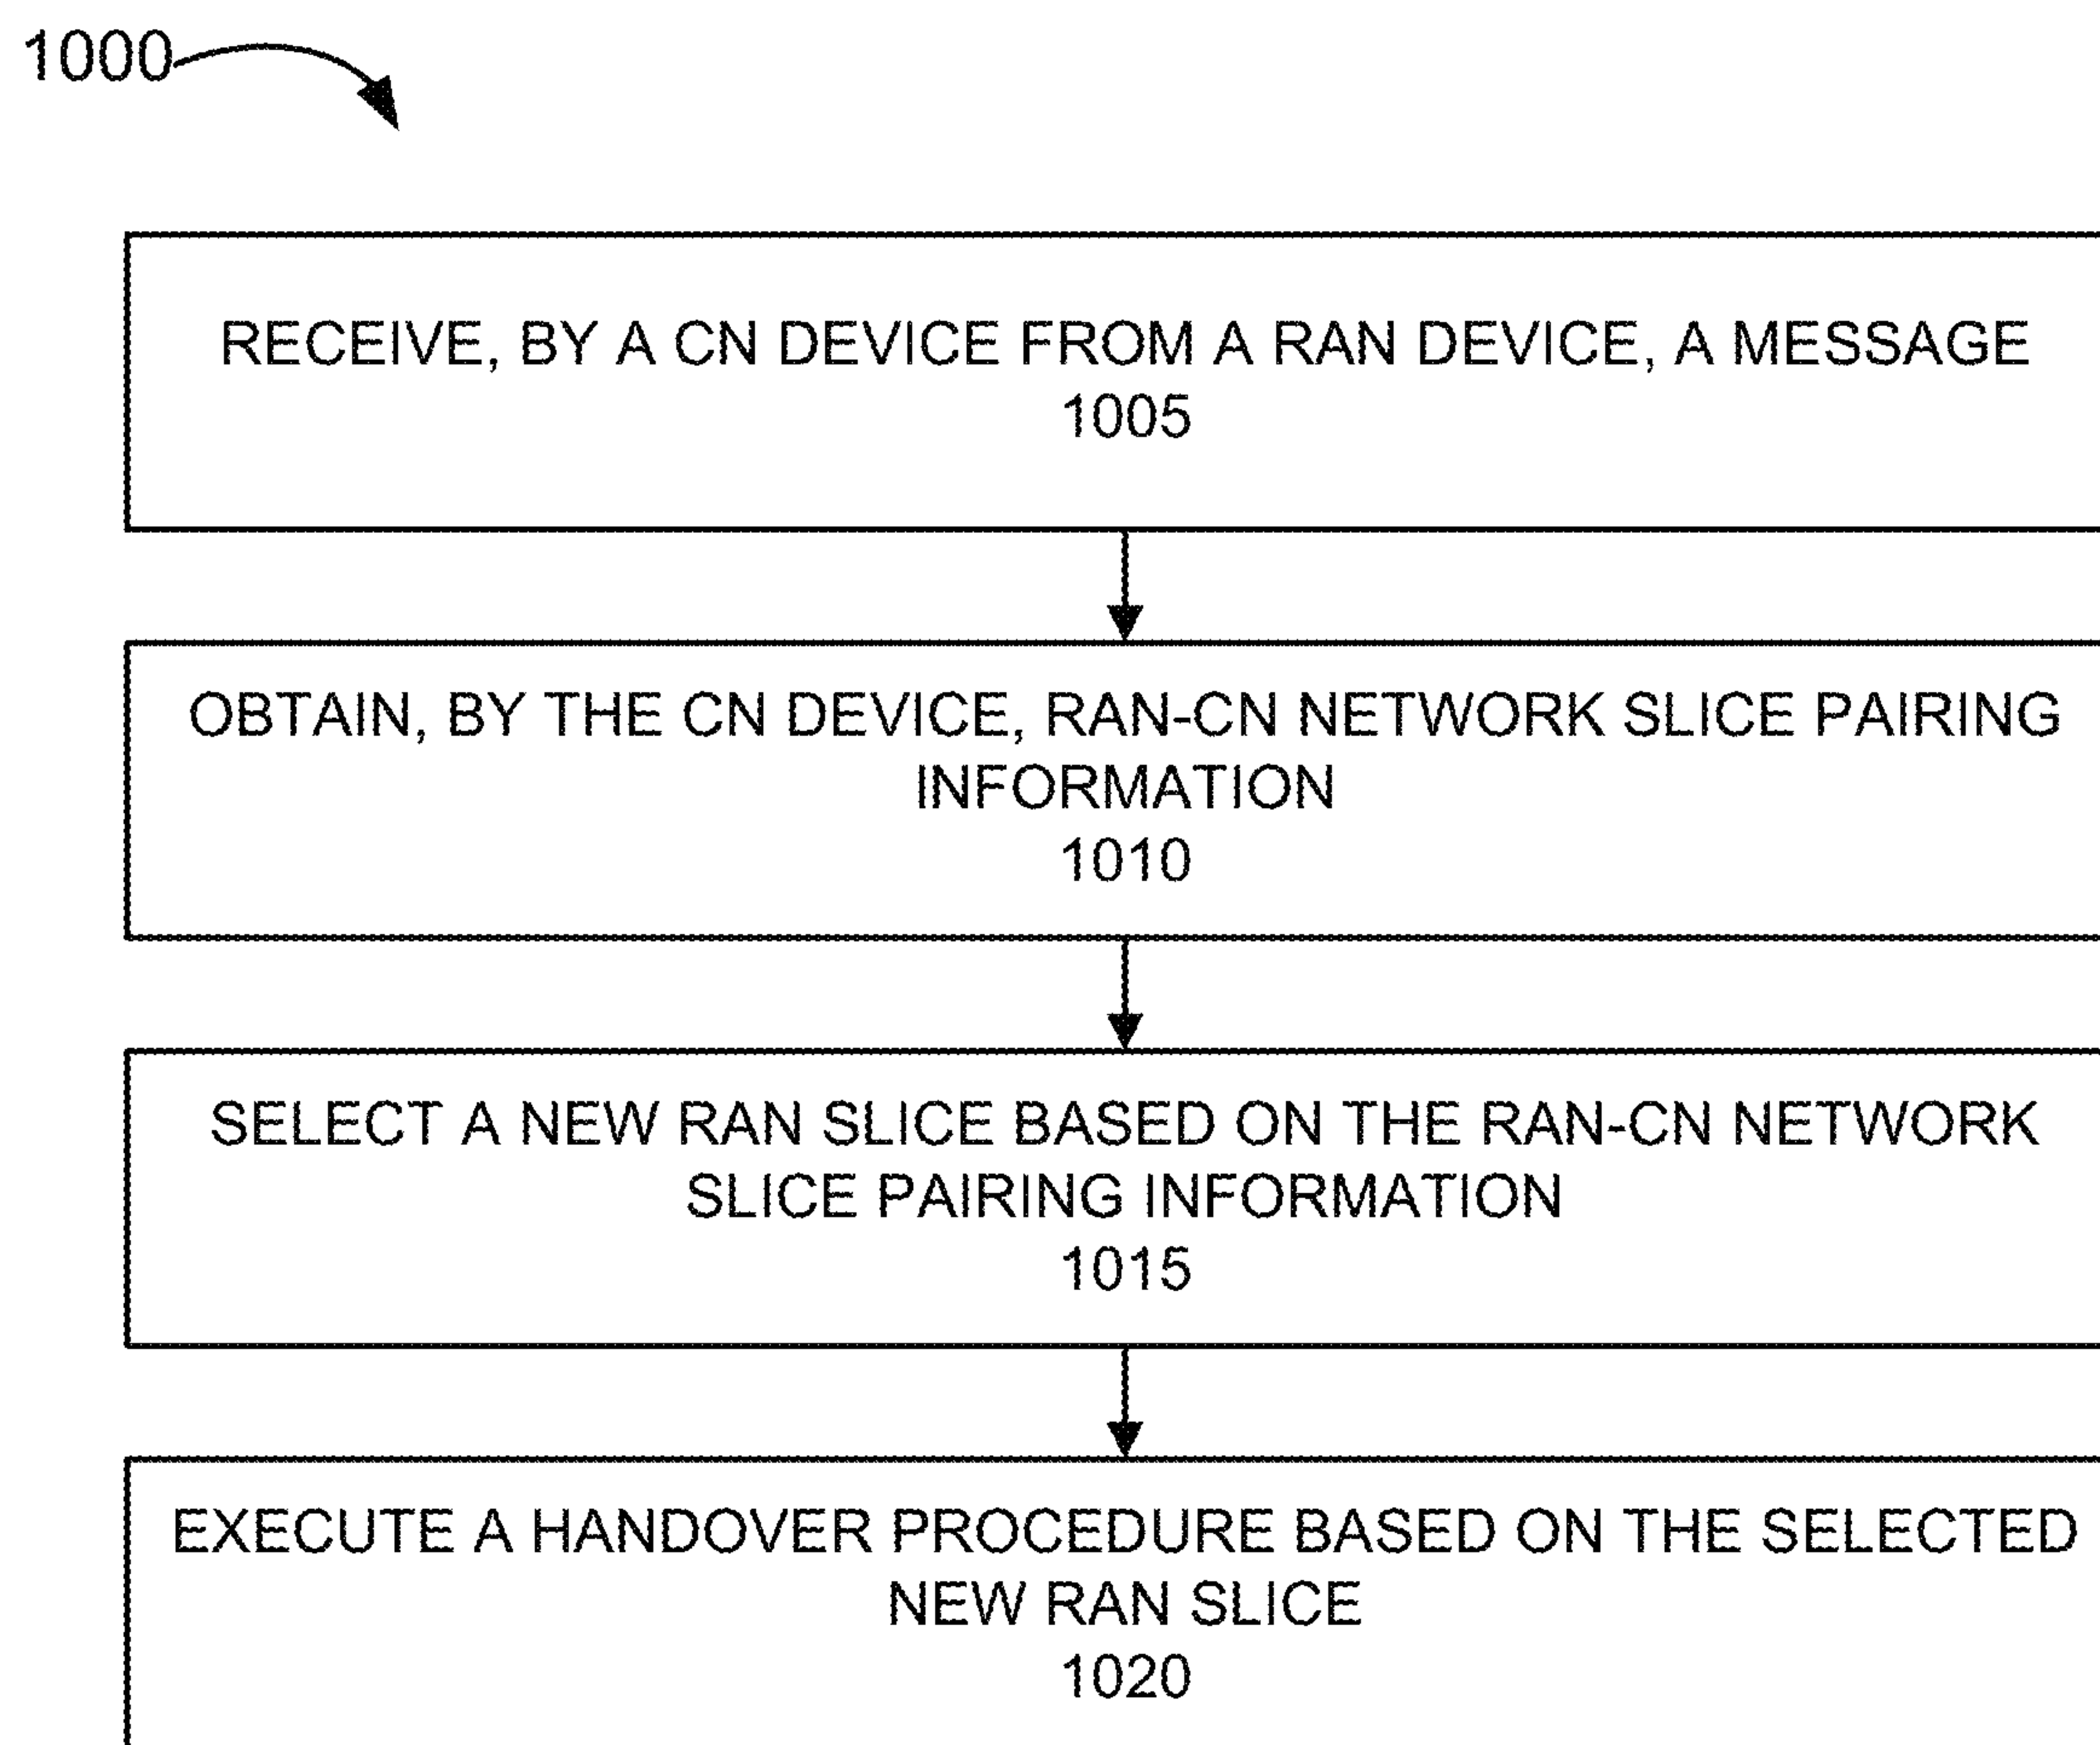 1000
RECEIVE, BY A CN DEVICE FROM A RAN DEVICE, A MESSAGE
1005
OBTAIN, BY THE CN DEVICE, RAN-CN NETWORK SLICE PAIRING
INFORMATION
1010
SELECT A NEW RAN SLICE BASED ON THE RAN-CN NETWORK
SLICE PAIRING INFORMATION
1015
EXECUTE A HANDOVER PROCEDURE BASED ON THE SELECTED
NEW RAN SLICE
1020